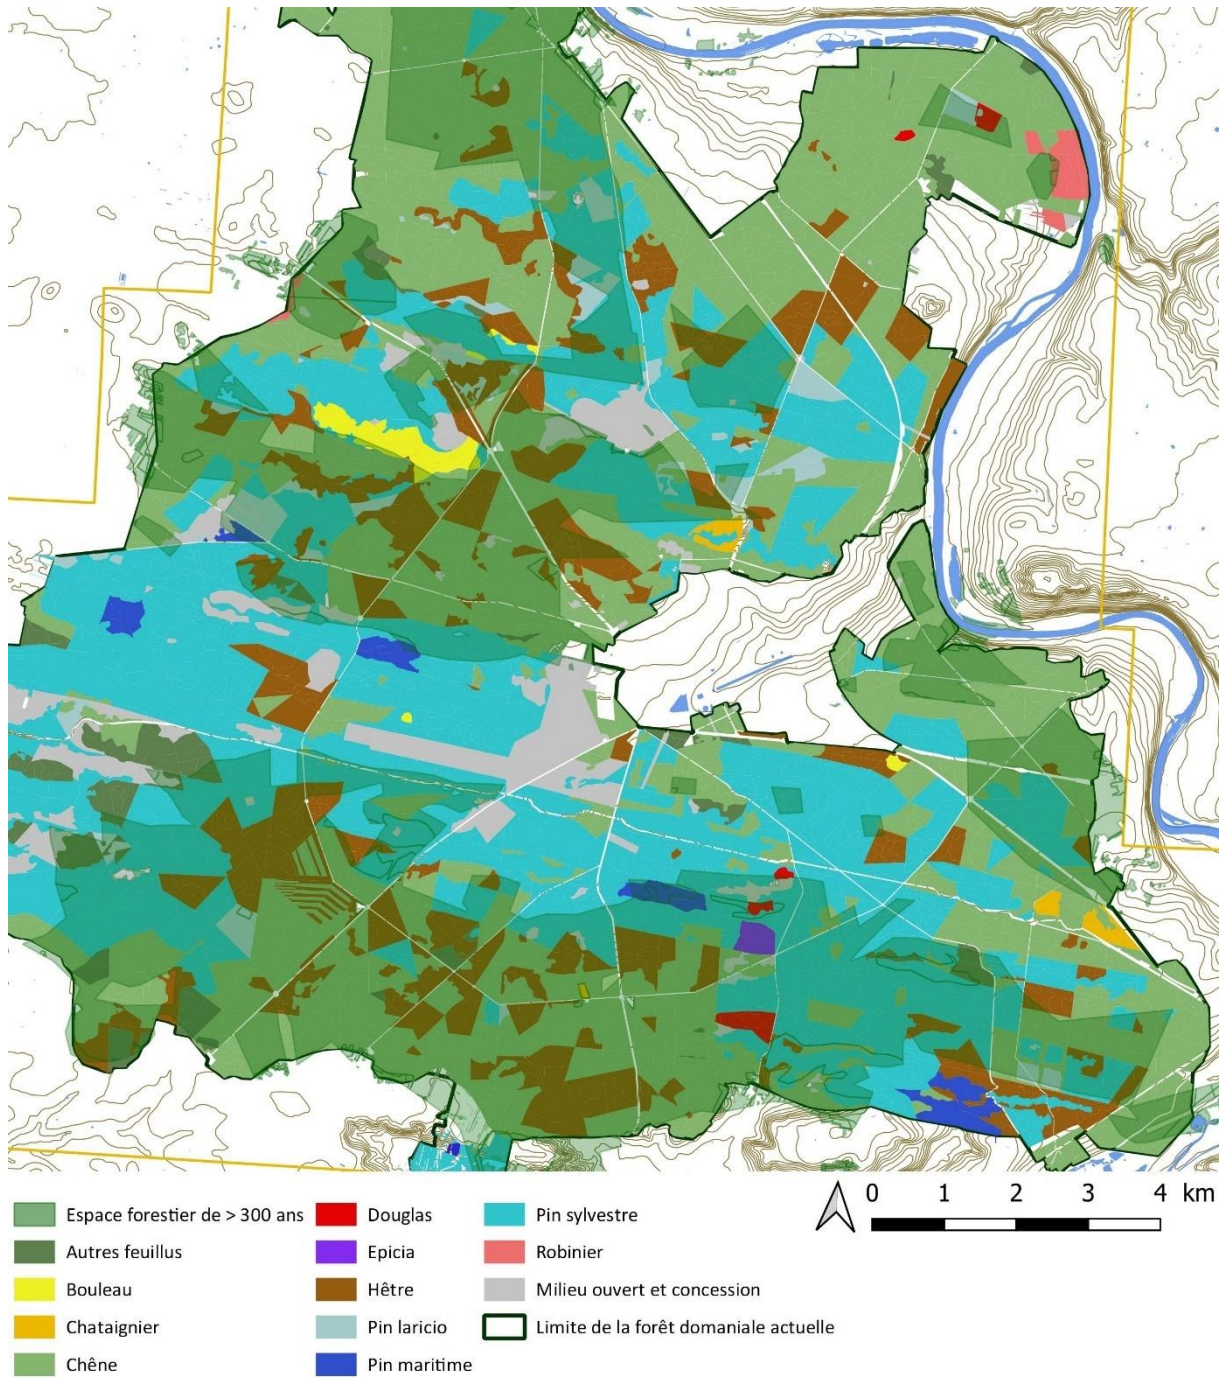 0 1 2 3 4 km
Espace forestier de > 300 ans
Autres feuillus
Bouleau
Chataignier
Chêne
Douglas
Epicia
Hêtre
Pin laricio
Pin maritime
Pin sylvestre
Robinier
Milieu ouvert et concession
Limite de la forêt domaniale actuelle